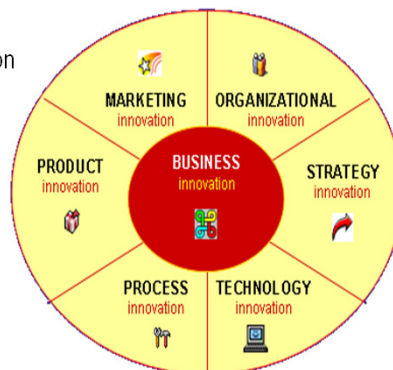 on
MARKETING
innovation
ORGANIZATIONAL
innovation
PRODUCT
innovation
BUSINESS
innovation
STRATEGY
innovation
PROCESS
innovation
TECHNOLOGY
innovation